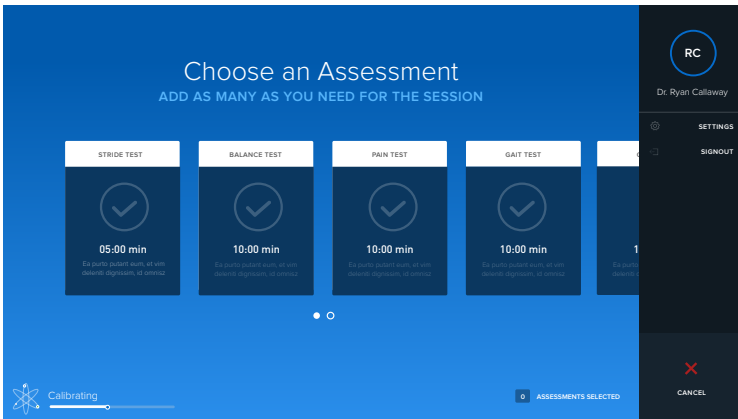 Choose an Assessment
ADD AS MANY AS YOU NEED FOR THE SESSION
STRIDE TEST
05:00 min
Ea purto putant eum, et vim
deleniti dignissim, id omnisz
BALANCE TEST
10:00 min
Ea purto putant eum, et vim
deleniti dignissim, id omnisz
PAIN TEST
10:00 min
Ea purto putant eum, et vim
deleniti dignissim, id omnisz
GAIT TEST
10:00 min
Ea purto putant eum, et vim
deleniti dignissim, id omnisz
Calibrating
0 ASSESSMENTS SELECTED
RC
Dr. Ryan Callaway
SETTINGS
SIGNOUT
CANCEL